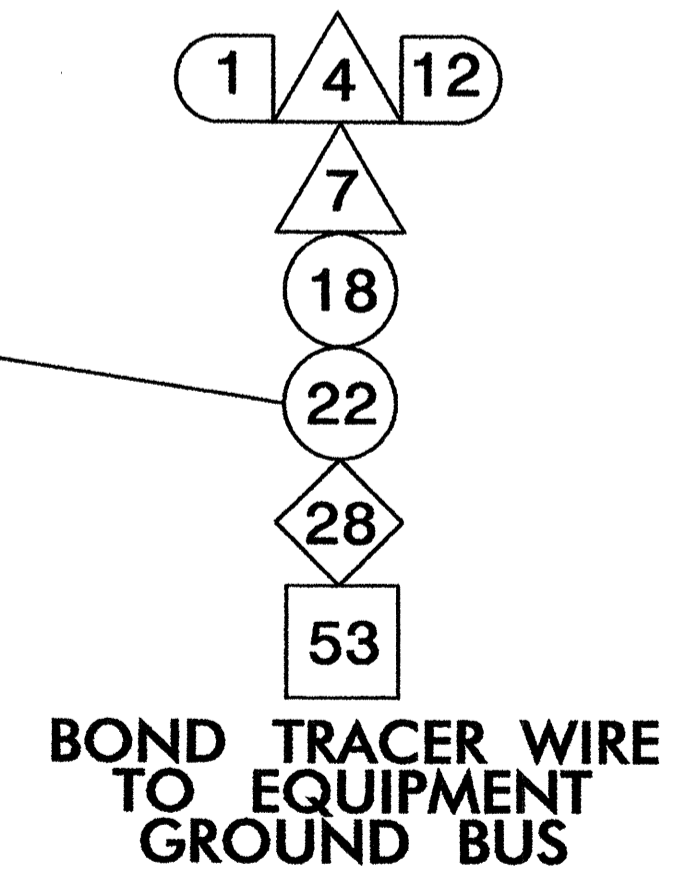 1 4 12
7
18
22
28
53
BOND TRACER WIRE
TO EQUIPMENT
GROUND BUS